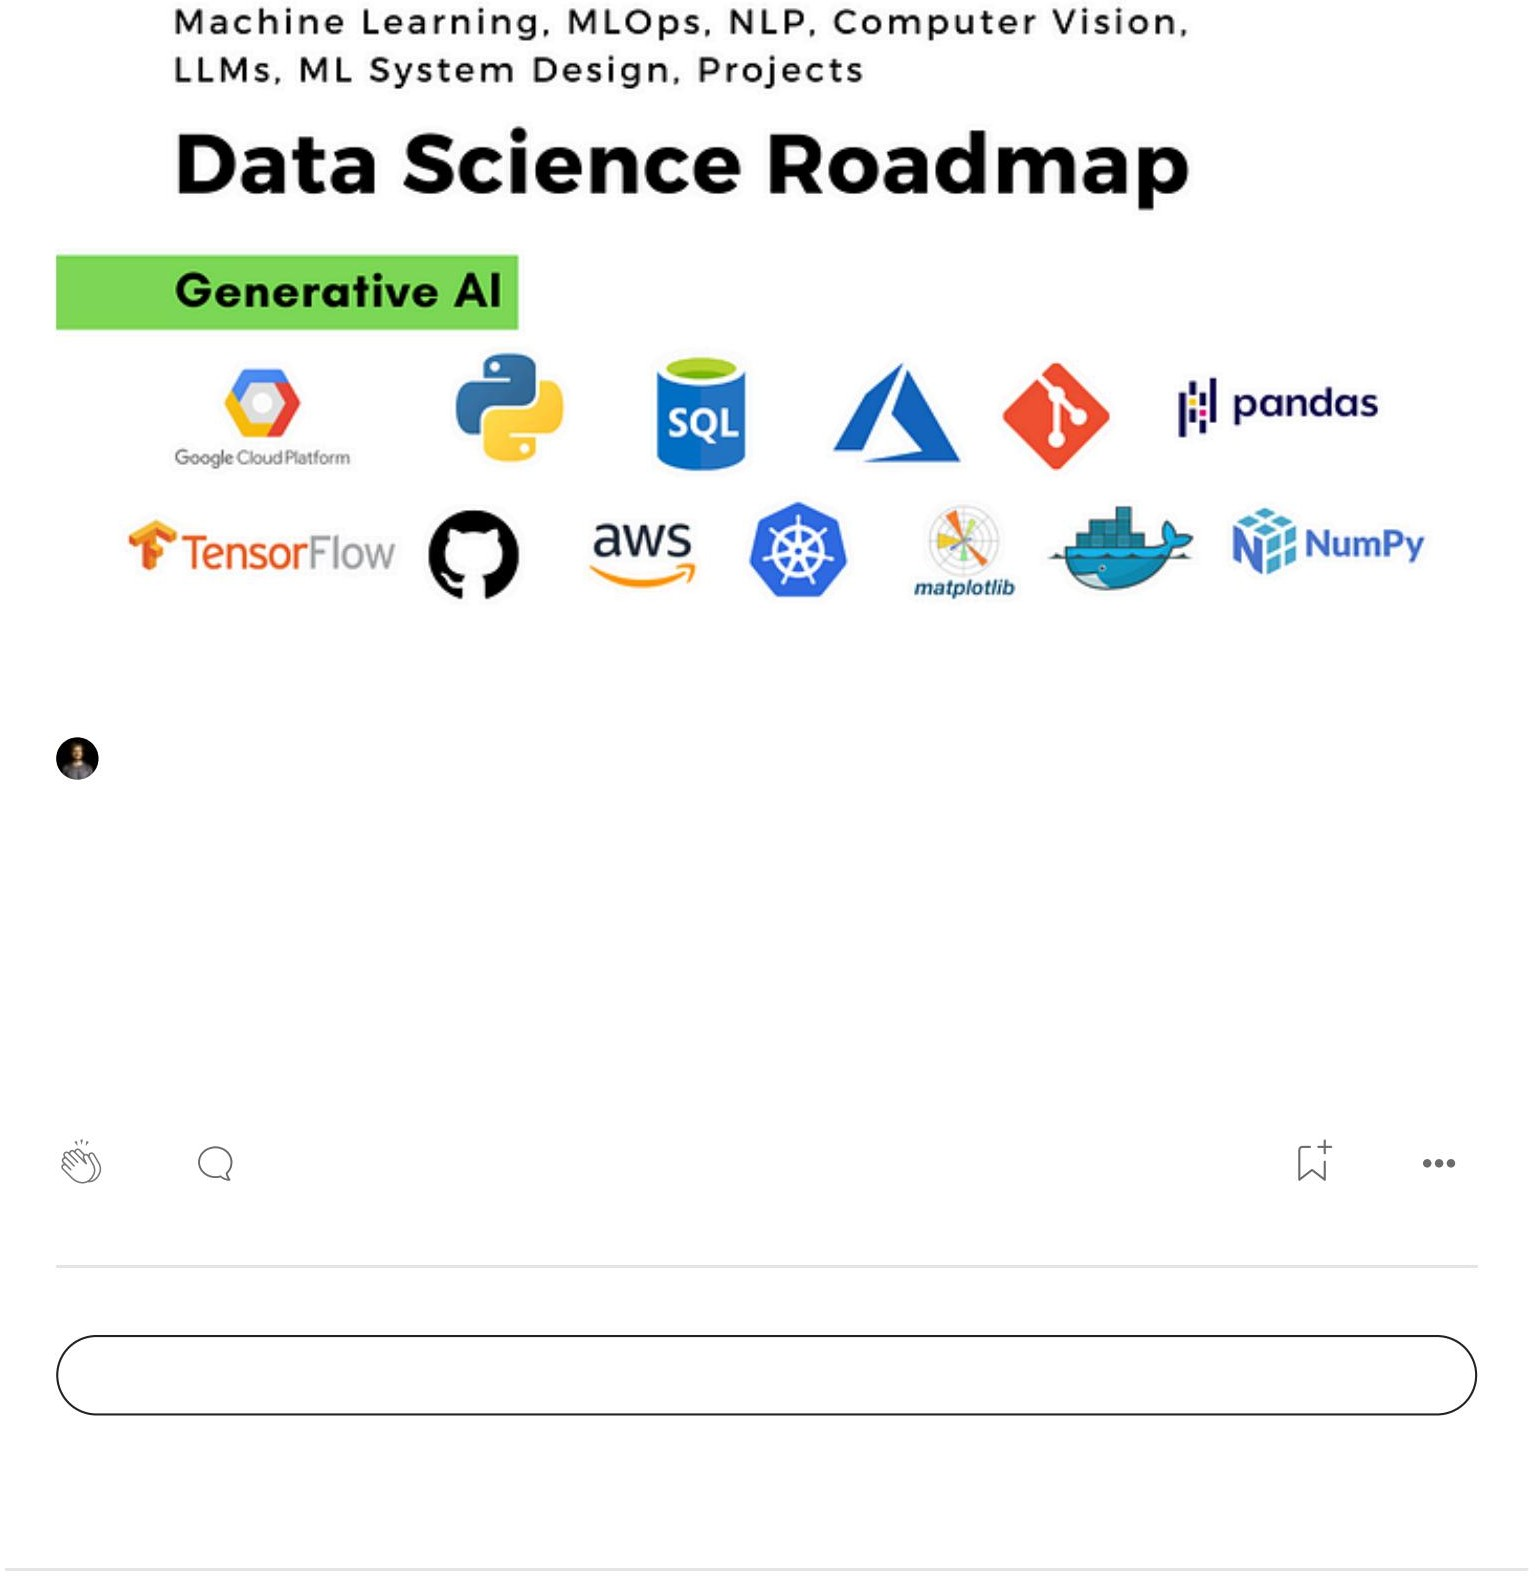 Machine Learning, MLOps, NLP, Computer Vision,
LLMs, ML System Design, Projects
Data Science Roadmap
Generative AI
Google Cloud Platform
SQL
pandas
TensorFlow
aws
matplotlib
NumPy